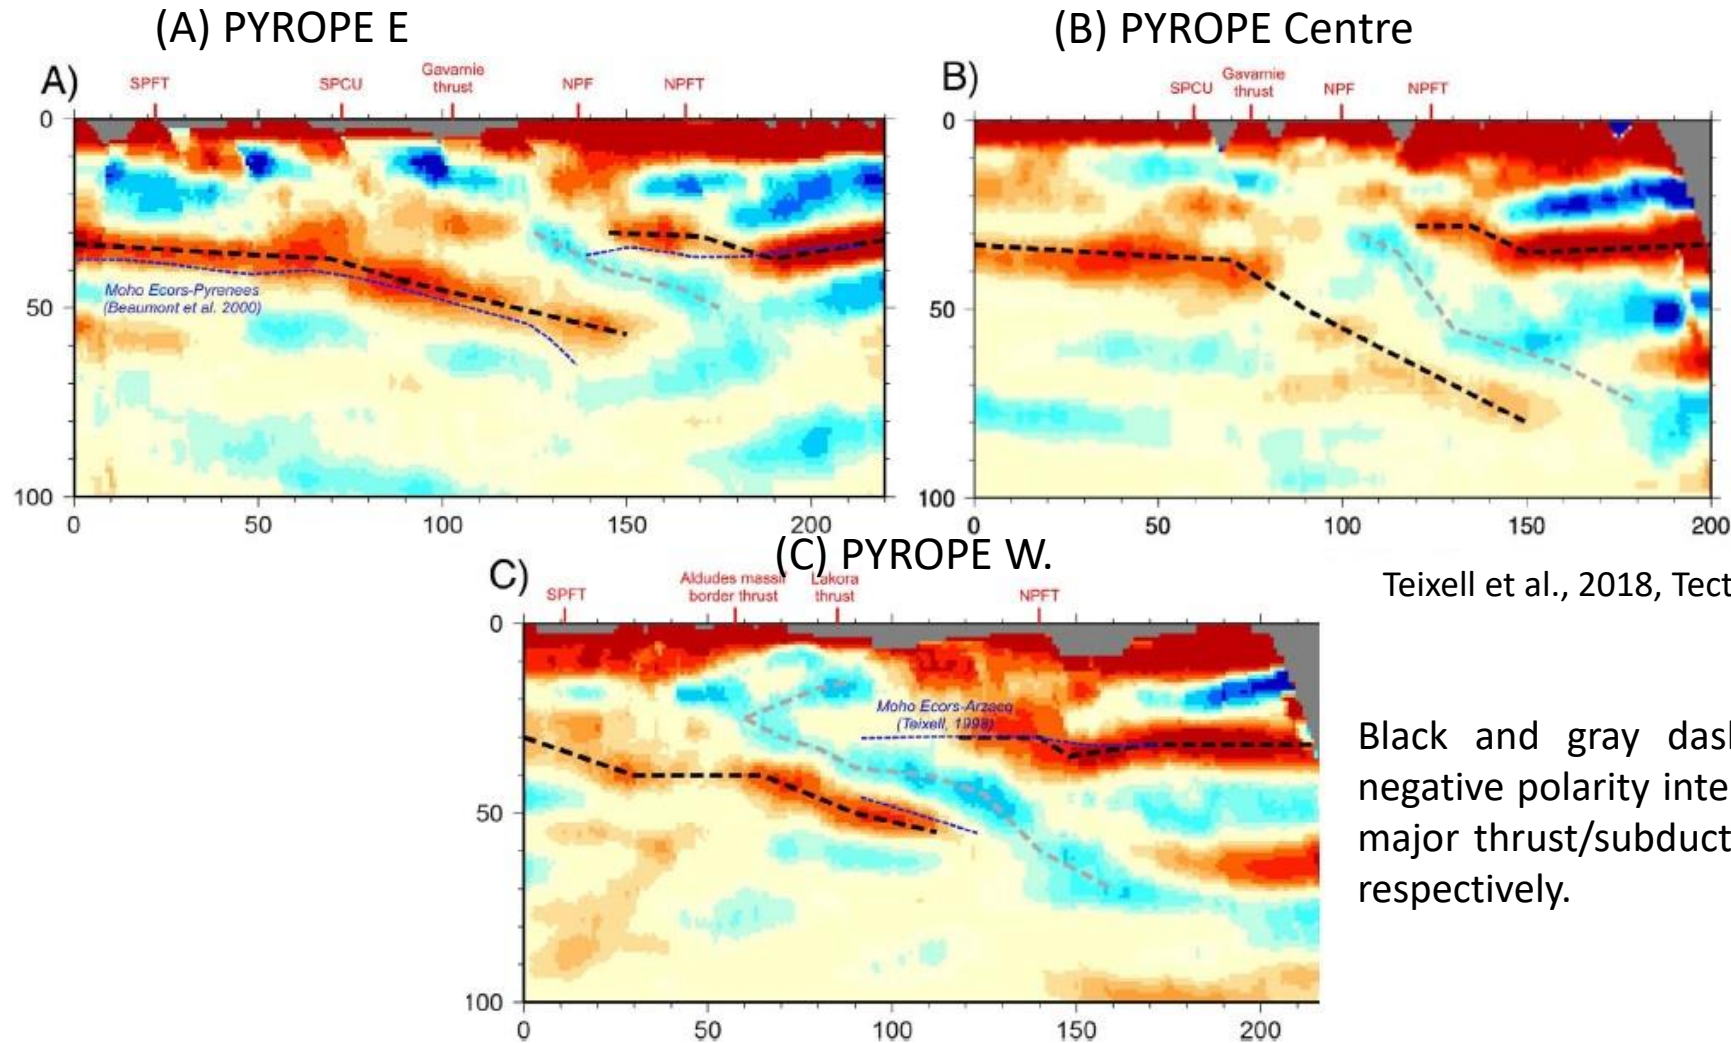 (A) PYROPE E
(B) PYROPE Centre
A)
SPFT
SPCU
Gavarnie
thrust
NPF
NPFT
0
50
100
0
50
100
150
200
Moho Ecors-Pyrenees
(Beaumont et al. 2000)
B)
SPCU
Gavarnie
thrust
NPF
NPFT
0
50
100
0
50
100
150
200
(C) PYROPE W.
C)
SPFT
Aldudes massif
border thrust
Lakora
thrust
NPFT
0
50
100
0
50
100
150
200
Moho Ecors-Arzacq
(Teixell, 1998)
Teixell et al., 2018, Tect
Black and gray das
negative polarity inte
major thrust/subduct
respectively.